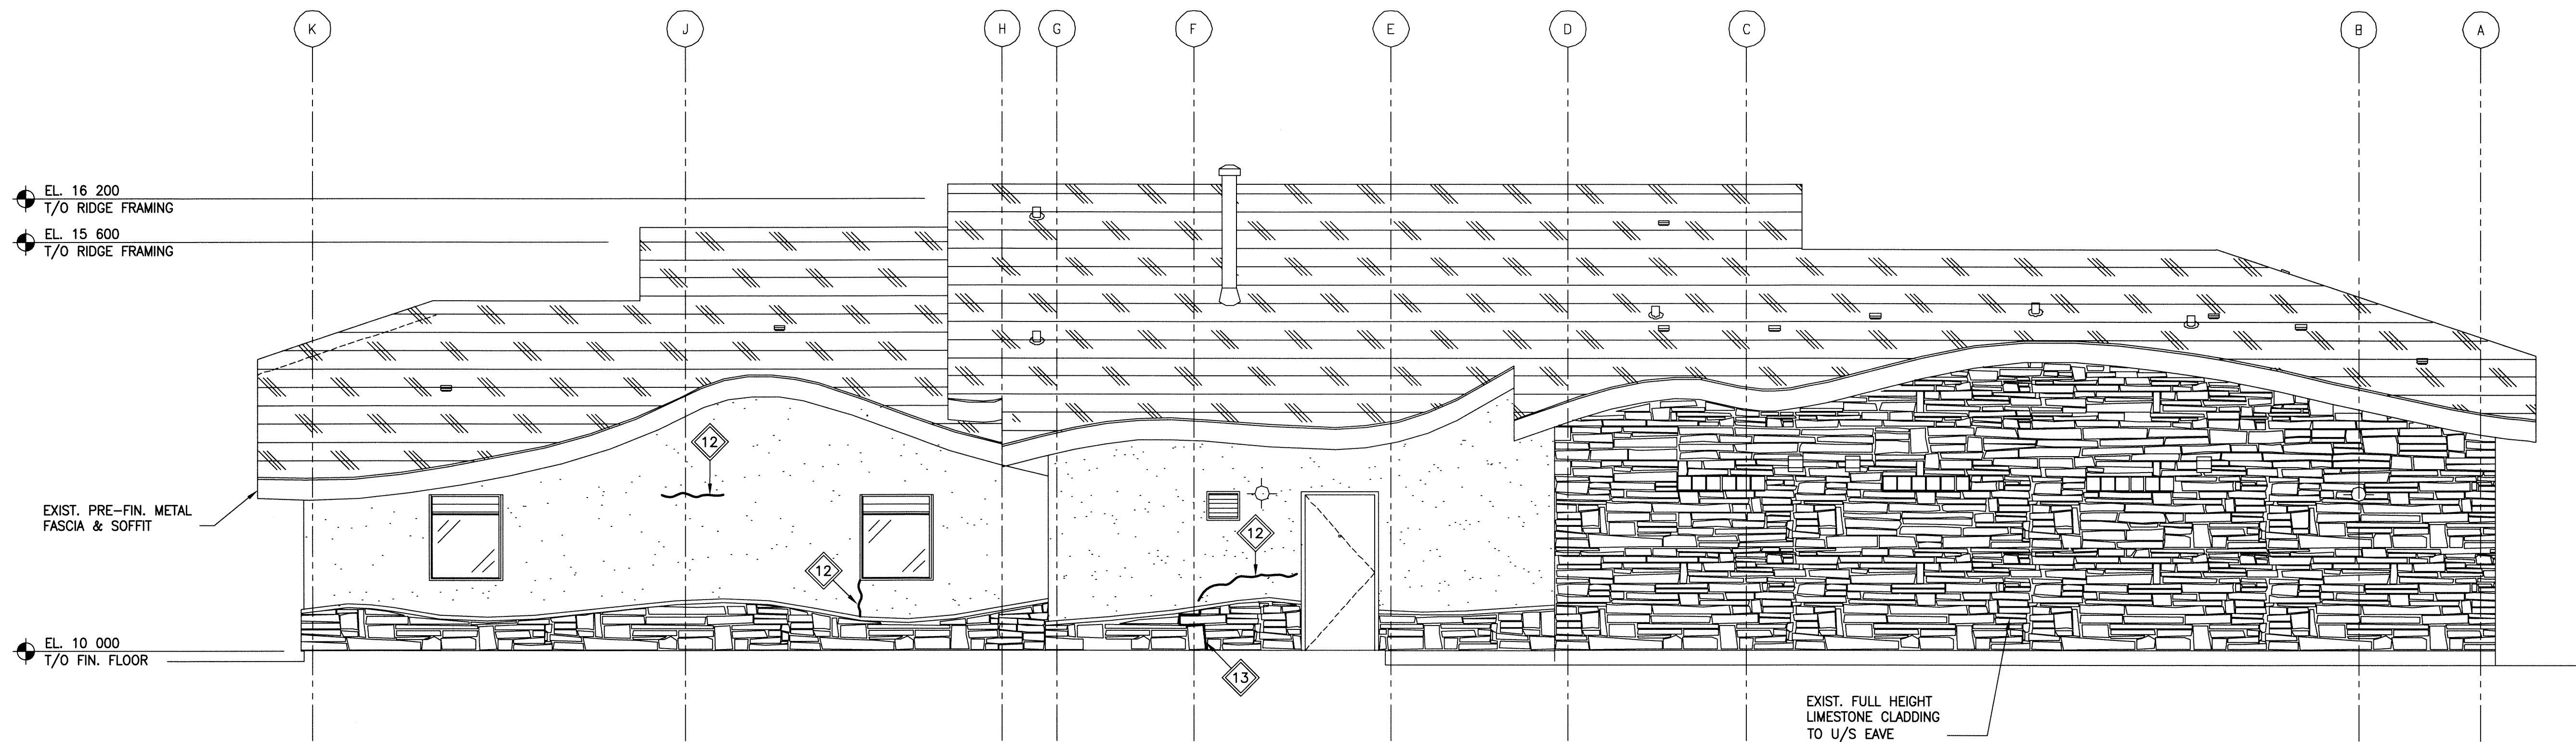 K
J
H
G
F
E
D
C
B
A
EL. 16 200
T/O RIDGE FRAMING
EL. 15 600
T/O RIDGE FRAMING
12
EXIST. PRE-FIN. METAL
FASCIA & SOFFIT
12
12
EL. 10 000
T/O FIN. FLOOR
13
EXIST. FULL HEIGHT
LIMESTONE CLADDING
TO U/S EAVE